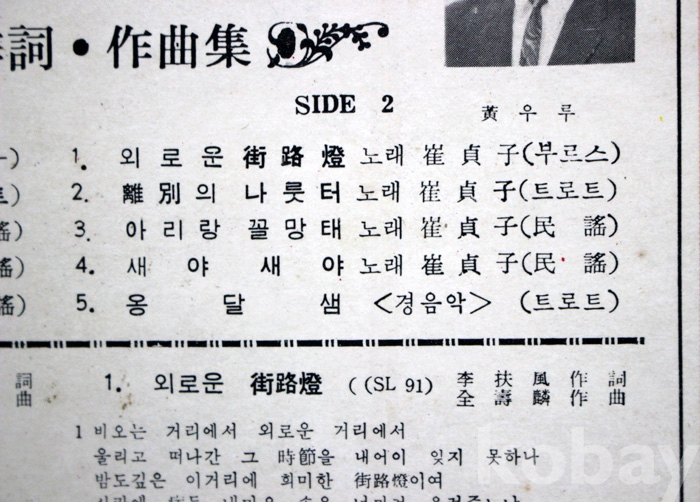 詞・作曲集
SIDE 2
黃우루
1. 외로운 街路燈 노래 崔貞子(부르스)
2. 離別의 나룻터 노래 崔貞子(트로트)
3. 아리랑 꼴망태 노래 崔貞子(民謠)
4. 새야 새야 노래 崔貞子(民謠)
5. 옹달샘 <경음악> (트로트)
詞
曲
1. 외로운 街路燈 ((SL 91) 李扶風 作詞
全壽麟 作曲
1 비오는 거리에서 외로운 거리에서
울리고 떠나간 그 時節을 내어이 잊지 못하나
밤도깊은 이거리에 희미한 街路燈이여
kobay